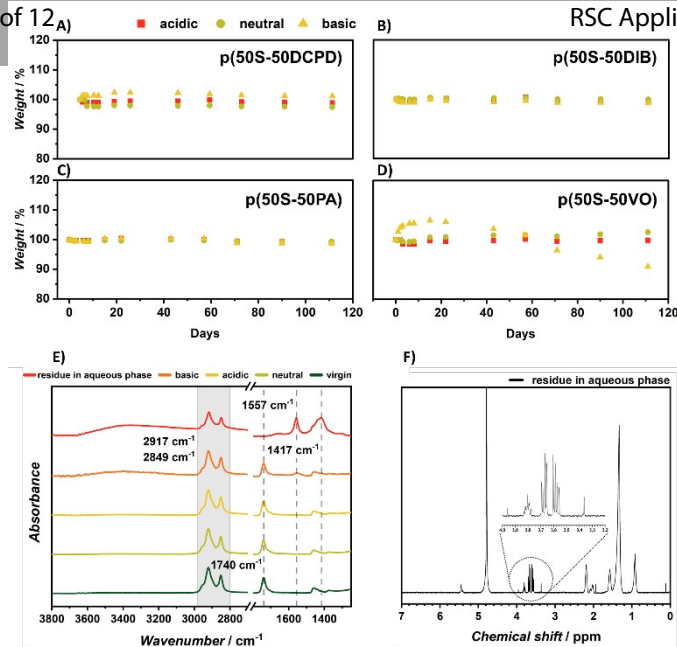 of 12
RSC Appli
A)
acidic neutral basic
B)
120
110
100
90
80
Weight / %
p(50S-50DCPD)
p(50S-50DIB)
C)
D)
120
110
100
90
80
Weight / %
p(50S-50PA)
p(50S-50VO)
0 20 40 60 80 100 120
0 20 40 60 80 100 120
Days
Days
E)
residue in aqueous phase basic acidic neutral virgin
1557 cm-1
2917 cm-1
2849 cm-1
1417 cm-1
1740 cm-1
Absorbance
3800 3400 3000 2800 1600 1400
Wavenumber / cm-1
F)
residue in aqueous phase
7 6 5 4 3 2 1 0
Chemical shift / ppm